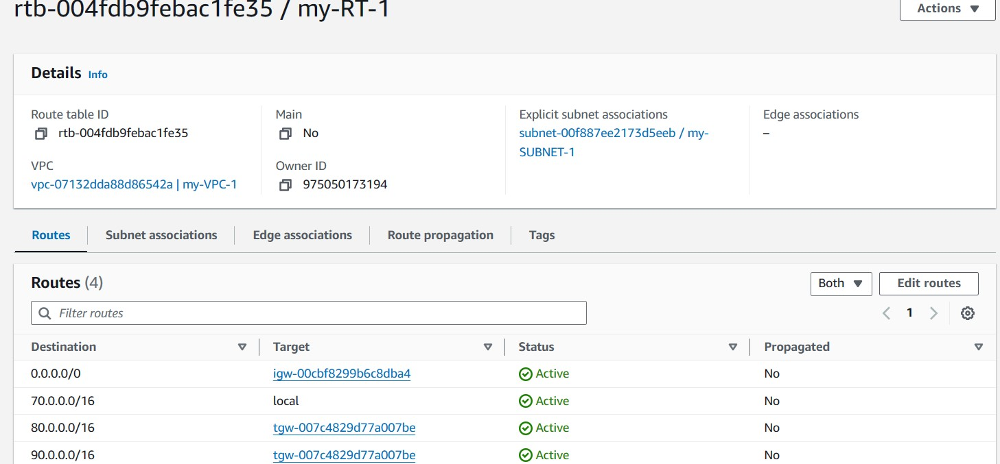 rtb-004fdb9febac1fe35 / my-RT-1
Actions
Details Info
Route table ID
rtb-004fdb9febac1fe35
Main
No
Explicit subnet associations
subnet-00f887ee2173d5eeb / my-
SUBNET-1
Edge associations
–
VPC
vpc-07132dda88d86542a | my-VPC-1
Owner ID
975050173194
Routes
Subnet associations
Edge associations
Route propagation
Tags
Routes (4)
Both
Edit routes
Filter routes
1
Destination Target Status Propagated
0.0.0.0/0 igw-00cbf8299b6c8dba4 Active No
70.0.0.0/16 local Active No
80.0.0.0/16 tgw-007c4829d77a007be Active No
90.0.0.0/16 tgw-007c4829d77a007be Active No